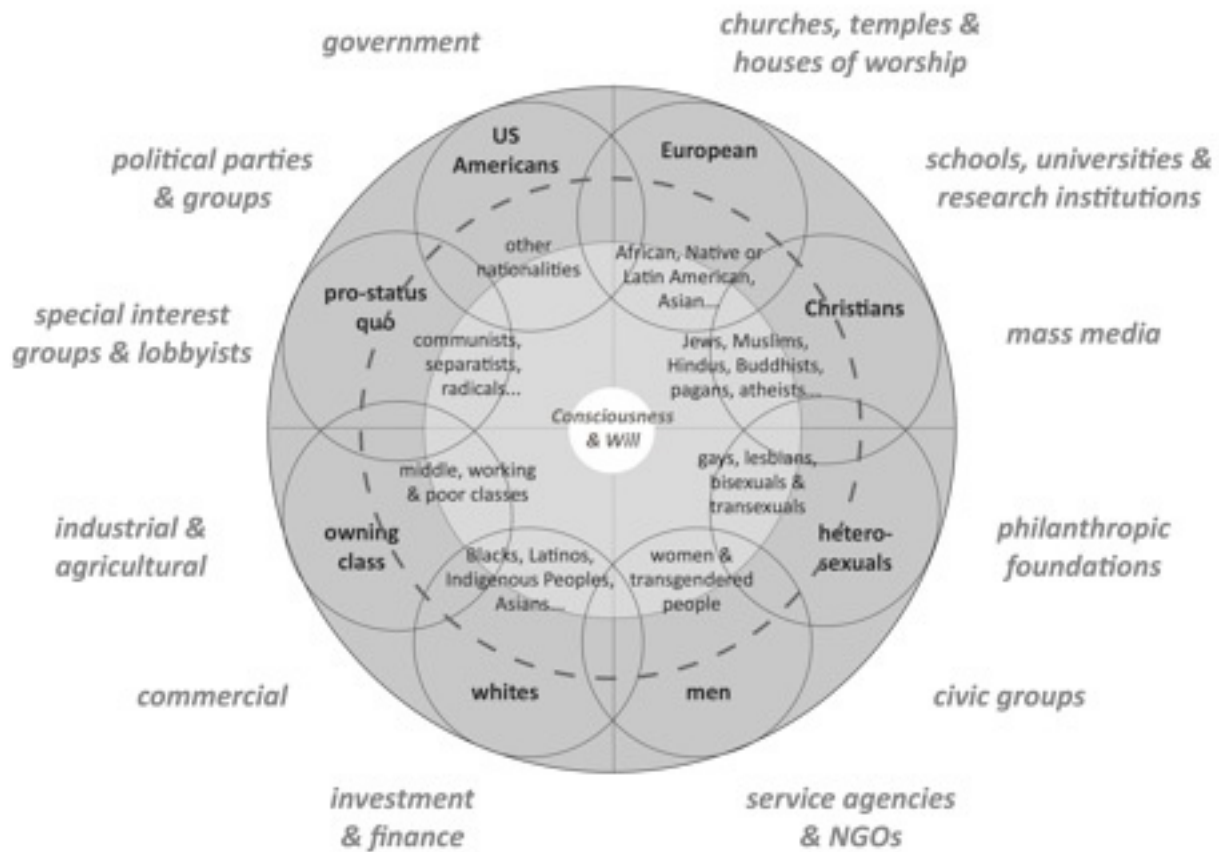 government
churches, temples &
houses of worship
US
Americans
European
political parties
& groups
schools, universities &
research institutions
other
nationalities
African, Native or
Latin American,
Asian...
pro-status
quo
Christians
special interest
groups & lobbyists
mass media
communists,
separatists,
radicals...
Jews, Muslims,
Hindus, Buddhists,
pagans, atheists...
Consciousness
& Will
middle, working
& poor classes
gays, lesbians,
bisexuals &
transexuals
industrial &
agricultural
owning
class
hetero-
sexuals
philanthropic
foundations
Blacks, Latinos,
Indigenous Peoples,
Asians...
women &
transgendered
people
commercial
whites
men
civic groups
investment
& finance
service agencies
& NGOs